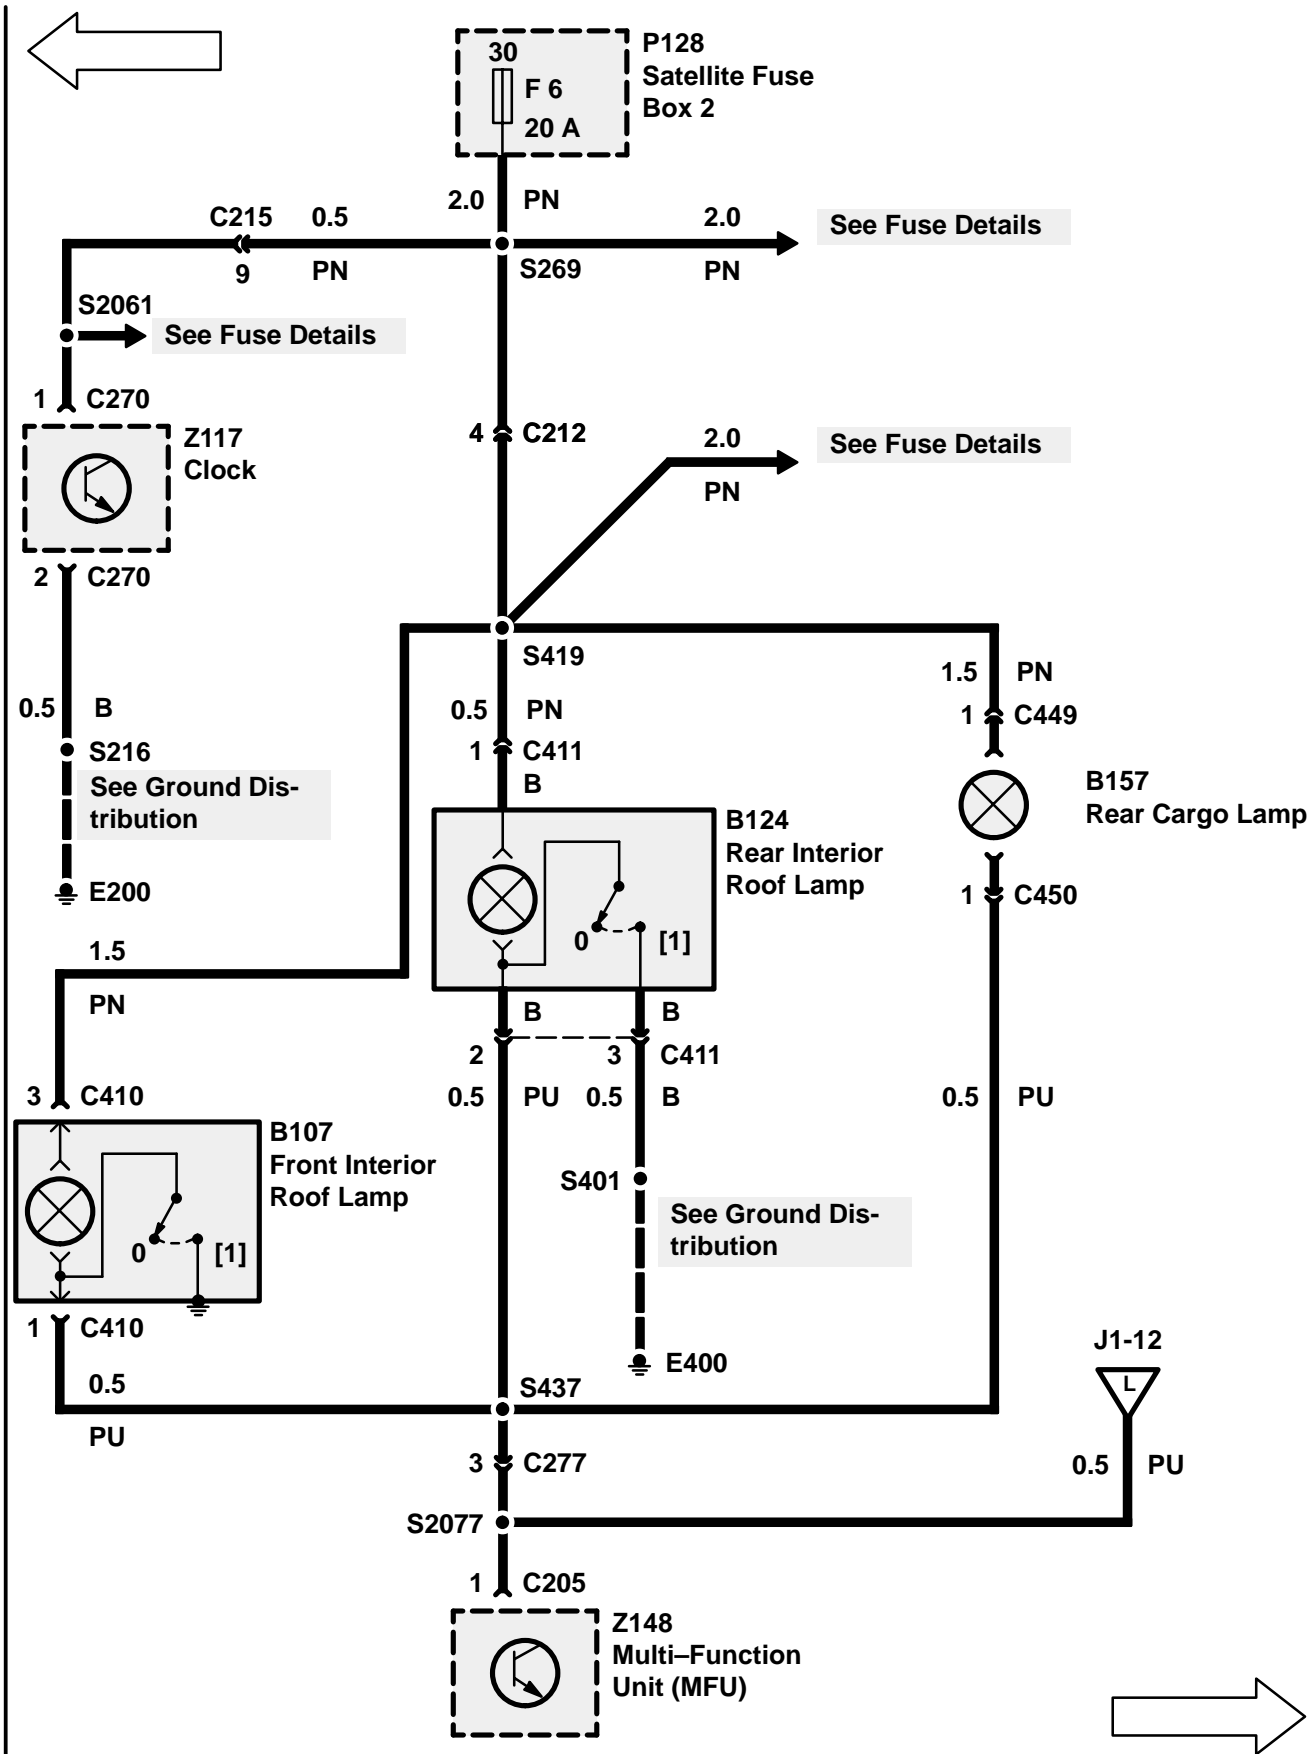 30
F 6
20 A
P128
Satellite Fuse
Box 2
2.0 PN
C215 0.5
9 PN
2.0
PN
See Fuse Details
S269
S2061
See Fuse Details
1 C270
Z117
Clock
4 C212
2.0
PN
See Fuse Details
2 C270
S419
1.5 PN
0.5 B
0.5 PN
1 C449
S216
1 C411
B
See Ground Dis-
tribution
B124
Rear Interior
Roof Lamp
B157
Rear Cargo Lamp
E200
0 [1]
1 C450
1.5
PN
B B
2 3 C411
3 C410
0.5 PU 0.5 B
0.5 PU
B107
Front Interior
Roof Lamp
0 [1]
S401
See Ground Dis-
tribution
1 C410
E400
J1-12
L
0.5
PU
S437
3 C277
0.5 PU
S2077
1 C205
Z148
Multi–Function
Unit (MFU)